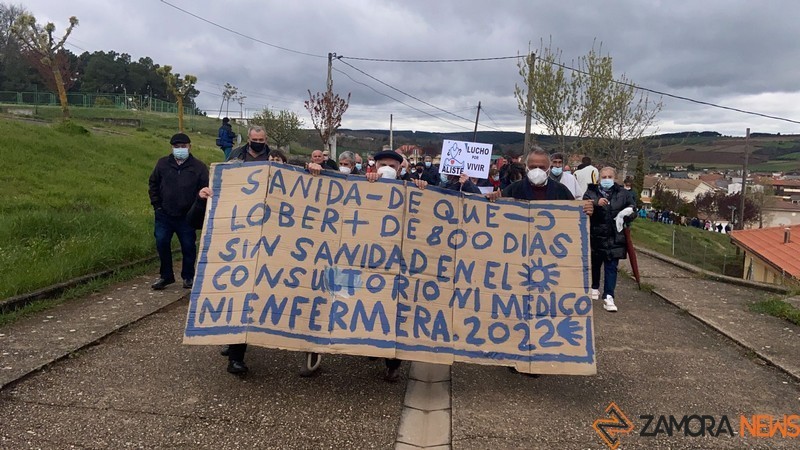 LUCHO
POR
VIVIR
ALISTE
SANIDA-DE QUE-
LOBER+ DE 800 DIAS
SIN SANIDAD EN EL
CONSULTORIO NI MEDICO
NI ENFERMERA. 2022
ZAMORA NEWS